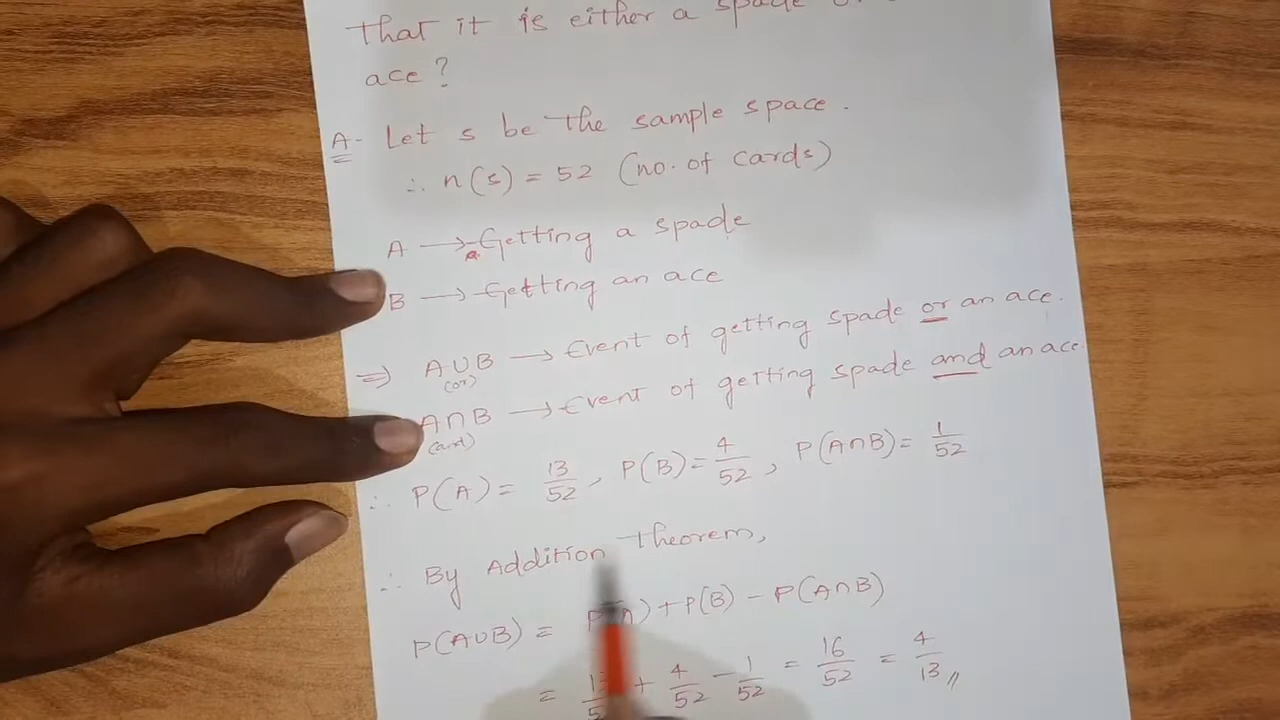 that it is either a spade
ace ?
A- Let s be the sample space .
∴ n(s) = 52 (no. of cards)
A → Getting a spade
B → Getting an ace
⇒ A∪B → Event of getting spade or an ace.
(or)
A∩B → Event of getting spade and an ace.
(and)
∴ P(A) = 13/52 , P(B) = 4/52 , P(A∩B) = 1/52
∴ By Addition Theorem,
P(A∪B) = P(A) + P(B) - P(A∩B)
= + 4/52 - 1/52 = 16/52 = 4/13 //